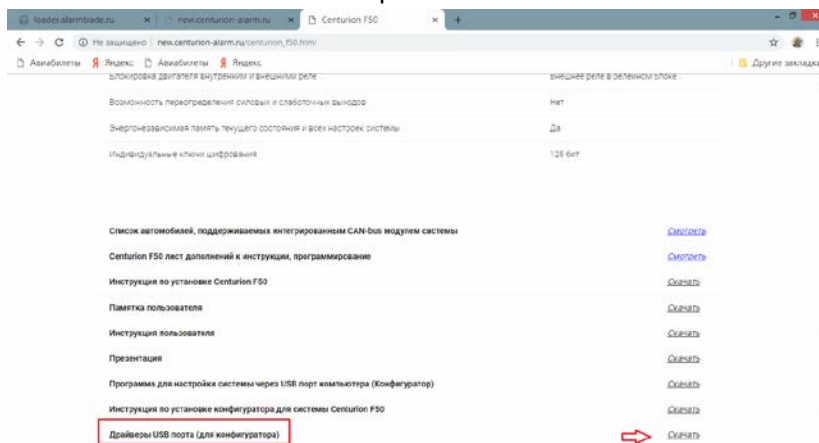 loader.alarmtrade.ru
new.centurion-alarm.ru
Centurion F50
Не защищено | new.centurion-alarm.ru/centurion_f50.html
Авиабилеты Яндекс Авиабилеты Яндекс Другие закладки
Блокировка двигателя внутренним и внешним реле Внешнее реле в релейном блоке
Возможность переопределения силовых и слаботочных выходов Нет
Энергонезависимая память текущего состояния и всех настроек системы Да
Индивидуальные ключи шифрования 128 бит
Список автомобилей, поддерживаемых интегрированным CAN-bus модулем системы Смотреть
Centurion F50 лист дополнений к инструкции, программирование Смотреть
Инструкция по установке Centurion F50 Скачать
Памятка пользователя Скачать
Инструкция пользователя Скачать
Презентация Скачать
Программа для настройки системы через USB порт компьютера (Конфигуратор) Скачать
Инструкция по установке конфигуратора для системы Centurion F50 Скачать
Драйверы USB порта (для конфигуратора) Скачать